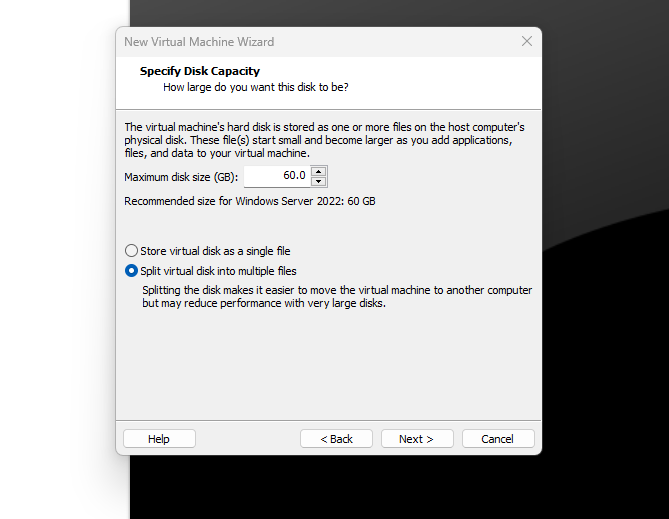 New Virtual Machine Wizard
Specify Disk Capacity
How large do you want this disk to be?
The virtual machine's hard disk is stored as one or more files on the host computer's
physical disk. These file(s) start small and become larger as you add applications,
files, and data to your virtual machine.
Maximum disk size (GB): 60.0
Recommended size for Windows Server 2022: 60 GB
Store virtual disk as a single file
Split virtual disk into multiple files
Splitting the disk makes it easier to move the virtual machine to another computer
but may reduce performance with very large disks.
Help < Back Next > Cancel